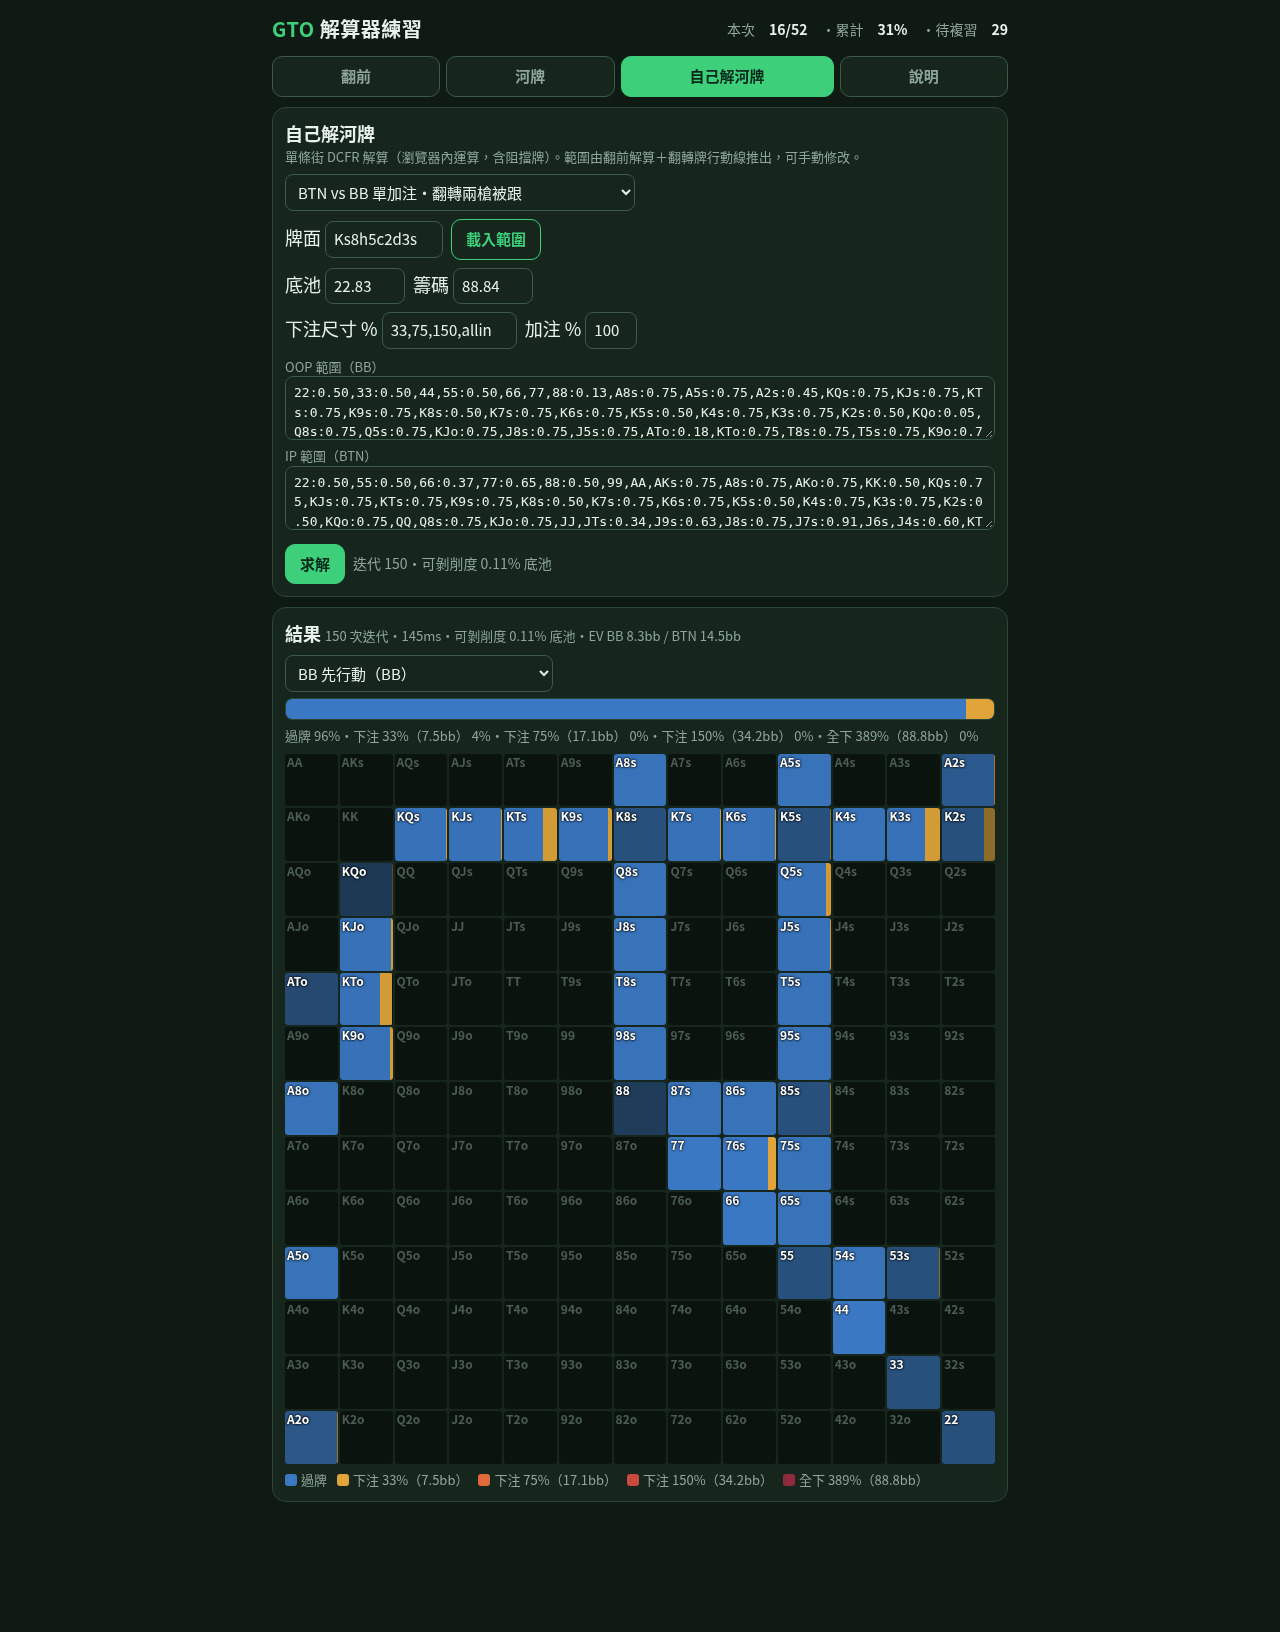 GTO 解算器練習
本次 16/52 ・累計 31% ・待複習 29
翻前 河牌 自己解河牌 說明
自己解河牌
單條街 DCFR 解算（瀏覽器內運算，含阻擋牌）。範圍由翻前解算＋翻轉牌行動線推出，可手動修改。
BTN vs BB 單加注・翻轉兩槍被跟
牌面 Ks8h5c2d3s 載入範圍
底池 22.83 籌碼 88.84
下注尺寸 % 33,75,150,allin 加注 % 100
OOP 範圍（BB）
22:0.50,33:0.50,44,55:0.50,66,77,88:0.13,A8s:0.75,A5s:0.75,A2s:0.45,KQs:0.75,KJs:0.75,KT
s:0.75,K9s:0.75,K8s:0.50,K7s:0.75,K6s:0.75,K5s:0.50,K4s:0.75,K3s:0.75,K2s:0.50,KQo:0.05,
Q8s:0.75,Q5s:0.75,KJo:0.75,J8s:0.75,J5s:0.75,ATo:0.18,KTo:0.75,T8s:0.75,T5s:0.75,K9o:0.7
IP 範圍（BTN）
22:0.50,55:0.50,66:0.37,77:0.65,88:0.50,99,AA,AKs:0.75,A8s:0.75,AKo:0.75,KK:0.50,KQs:0.7
5,KJs:0.75,KTs:0.75,K9s:0.75,K8s:0.50,K7s:0.75,K6s:0.75,K5s:0.50,K4s:0.75,K3s:0.75,K2s:0
.50,KQo:0.75,QQ,Q8s:0.75,KJo:0.75,JJ,JTs:0.34,J9s:0.63,J8s:0.75,J7s:0.91,J6s,J4s:0.60,KT
求解 迭代 150・可剝削度 0.11% 底池
結果 150 次迭代・145ms・可剝削度 0.11% 底池・EV BB 8.3bb / BTN 14.5bb
BB 先行動（BB）
過牌 96%・下注 33%（7.5bb） 4%・下注 75%（17.1bb） 0%・下注 150%（34.2bb） 0%・全下 389%（88.8bb） 0%
AA AKs AQs AJs ATs A9s A8s A7s A6s A5s A4s A3s A2s
AKo KK KQs KJs KTs K9s K8s K7s K6s K5s K4s K3s K2s
AQo KQo QQ QJs QTs Q9s Q8s Q7s Q6s Q5s Q4s Q3s Q2s
AJo KJo QJo JJ JTs J9s J8s J7s J6s J5s J4s J3s J2s
ATo KTo QTo JTo TT T9s T8s T7s T6s T5s T4s T3s T2s
A9o K9o Q9o J9o T9o 99 98s 97s 96s 95s 94s 93s 92s
A8o K8o Q8o J8o T8o 98o 88 87s 86s 85s 84s 83s 82s
A7o K7o Q7o J7o T7o 97o 87o 77 76s 75s 74s 73s 72s
A6o K6o Q6o J6o T6o 96o 86o 76o 66 65s 64s 63s 62s
A5o K5o Q5o J5o T5o 95o 85o 75o 65o 55 54s 53s 52s
A4o K4o Q4o J4o T4o 94o 84o 74o 64o 54o 44 43s 42s
A3o K3o Q3o J3o T3o 93o 83o 73o 63o 53o 43o 33 32s
A2o K2o Q2o J2o T2o 92o 82o 72o 62o 52o 42o 32o 22
過牌 下注 33%（7.5bb） 下注 75%（17.1bb） 下注 150%（34.2bb） 全下 389%（88.8bb）